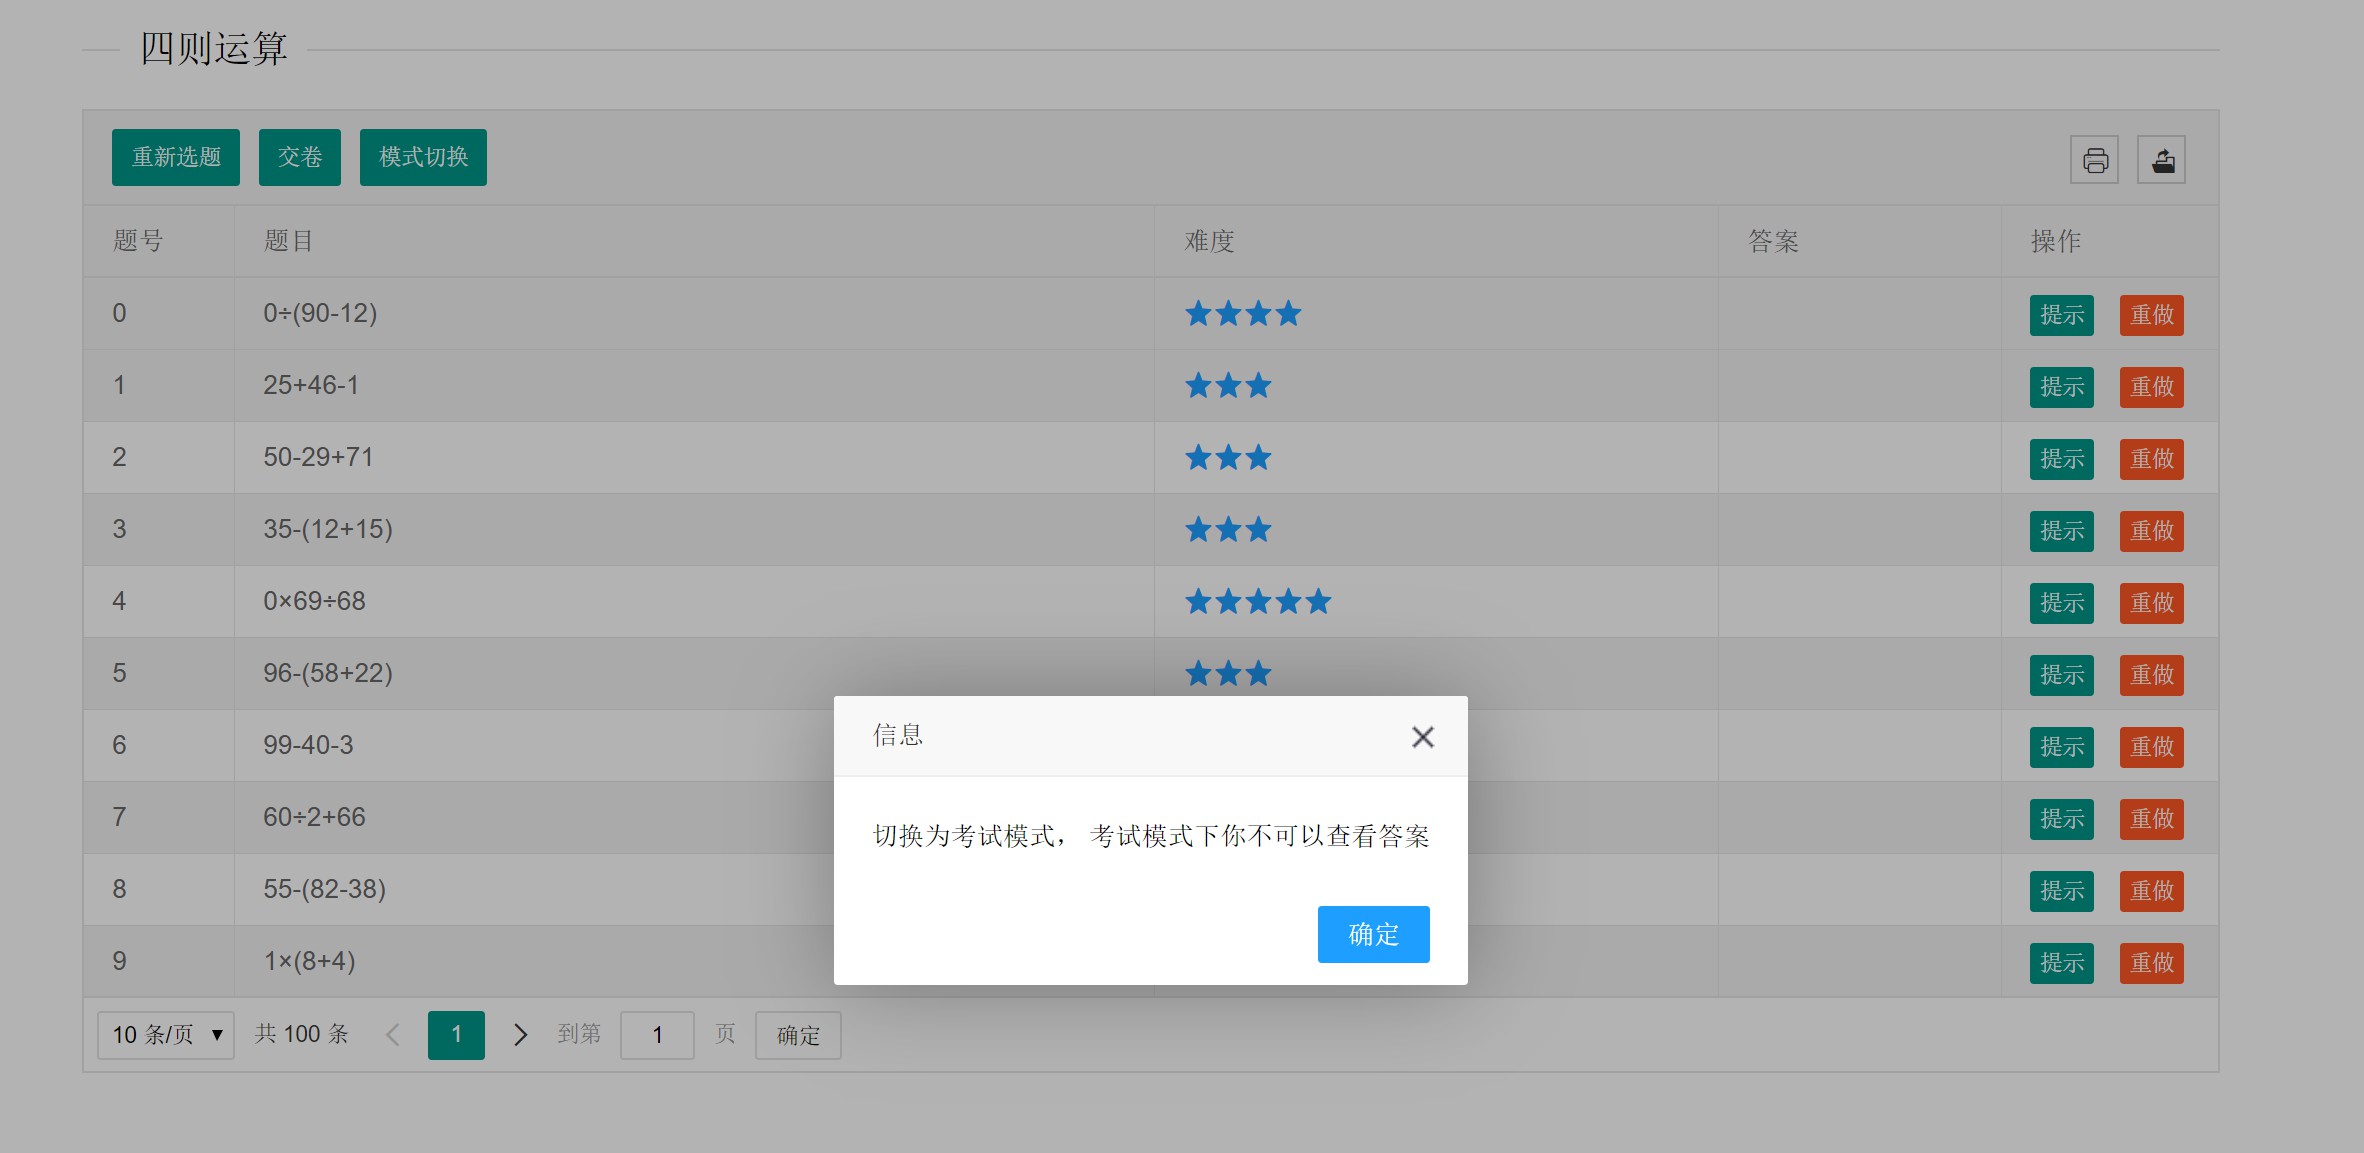 四则运算
重新选题 交卷 模式切换
题号 题目 难度 答案 操作
0 0÷(90-12) 提示 重做
1 25+46-1 提示 重做
2 50-29+71 提示 重做
3 35-(12+15) 提示 重做
4 0×69÷68 提示 重做
5 96-(58+22) 提示 重做
6 99-40-3 提示 重做
7 60÷2+66 提示 重做
8 55-(82-38) 提示 重做
9 1×(8+4) 提示 重做
信息
切换为考试模式， 考试模式下你不可以查看答案
确定
10 条/页 共 100 条 1 到第 1 页 确定